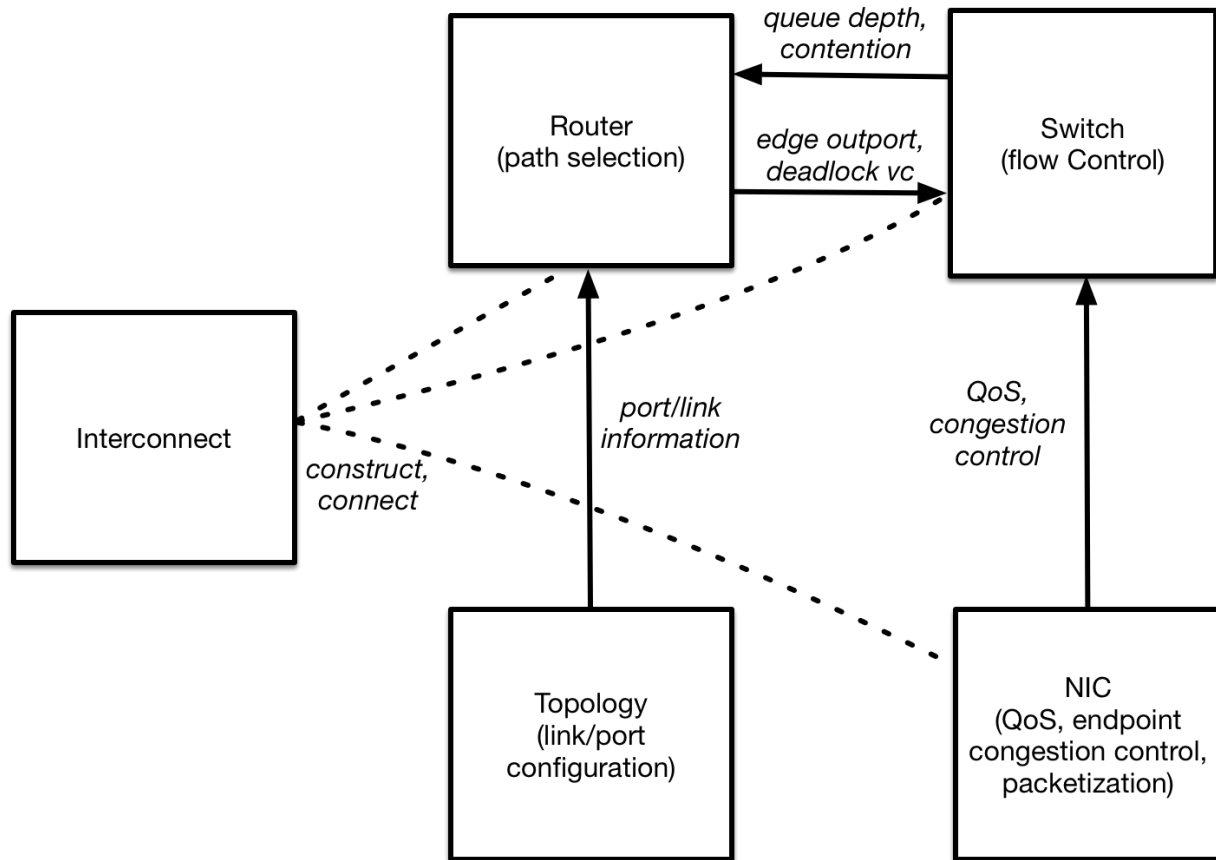 queue depth,
contention
Router
(path selection)
edge outport,
deadlock vc
Switch
(flow Control)
Interconnect
construct,
connect
port/link
information
QoS,
congestion
control
Topology
(link/port
configuration)
NIC
(QoS, endpoint
congestion control,
packetization)